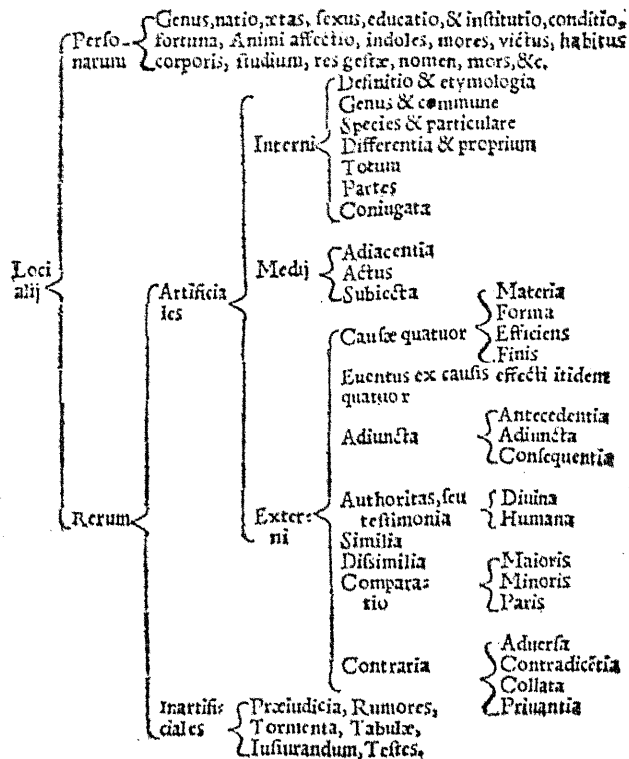 Genus, natio, ætas, ſexus, educatio, & inſtitutio, conditio,
Perſo-
narum
fortuna, Animi affectio, indoles, mores, victus, habitus
corporis, ſtudium, res geſtæ, nomen, mors, &c.
Definitio & etymologia
Genus & commune
Species & particulare
Interni
Differentia & proprium
Totum
Partes
Coniugata
Loci
alij
Artificia
les
Medij
Adiacentia
Actus
Subiecta
Cauſæ quatuor
Materia
Forma
Efficiens
Finis
Euentus ex cauſis effecti itidem
quatuor
Adiuncta
Antecedentia
Adiuncta
Conſequentia
Rerum
Exter-
ni
Authoritas, ſeu
teſtimonia
Diuina
Humana
Similia
Diſsimilia
Compara-
tio
Maioris
Minoris
Paris
Contraria
Aduerſa
Contradictia
Collata
Priuantia
Inartifi-
ciales
Præiudicia, Rumores,
Tormenta, Tabulæ,
Iuſiurandum, Teſtes.